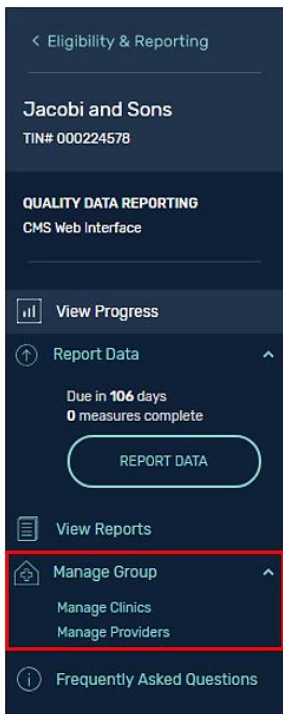 < Eligibility & Reporting
Jacobi and Sons
TIN# 000224578
QUALITY DATA REPORTING
CMS Web Interface
View Progress
Report Data
Due in 106 days
0 measures complete
REPORT DATA
View Reports
Manage Group
Manage Clinics
Manage Providers
Frequently Asked Questions